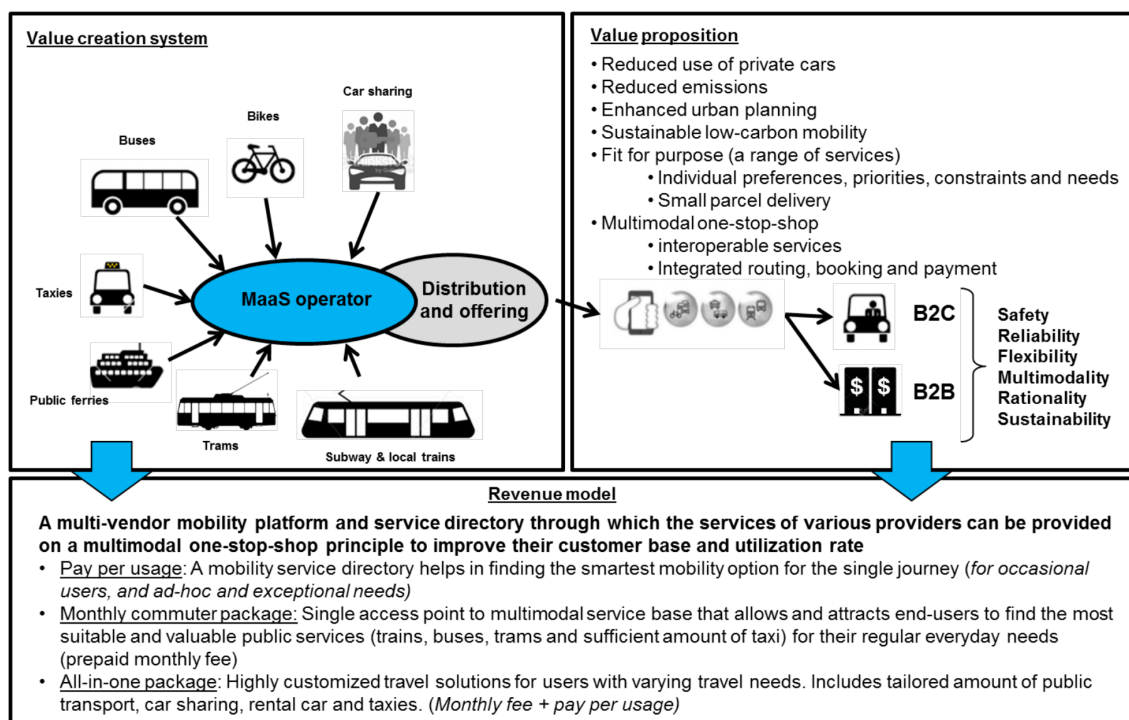 Value creation system
Car sharing
Bikes
Buses
Taxies
MaaS operator
Distribution
and offering
Public ferries
Trams
Subway & local trains
Value proposition
• Reduced use of private cars
• Reduced emissions
• Enhanced urban planning
• Sustainable low-carbon mobility
• Fit for purpose (a range of services)
• Individual preferences, priorities, constraints and needs
• Small parcel delivery
• Multimodal one-stop-shop
• interoperable services
• Integrated routing, booking and payment
B2C
$ $
B2B
Safety
Reliability
Flexibility
Multimodality
Rationality
Sustainability
Revenue model
A multi-vendor mobility platform and service directory through which the services of various providers can be provided
on a multimodal one-stop-shop principle to improve their customer base and utilization rate
• Pay per usage: A mobility service directory helps in finding the smartest mobility option for the single journey (for occasional
users, and ad-hoc and exceptional needs)
• Monthly commuter package: Single access point to multimodal service base that allows and attracts end-users to find the most
suitable and valuable public services (trains, buses, trams and sufficient amount of taxi) for their regular everyday needs
(prepaid monthly fee)
• All-in-one package: Highly customized travel solutions for users with varying travel needs. Includes tailored amount of public
transport, car sharing, rental car and taxies. (Monthly fee + pay per usage)